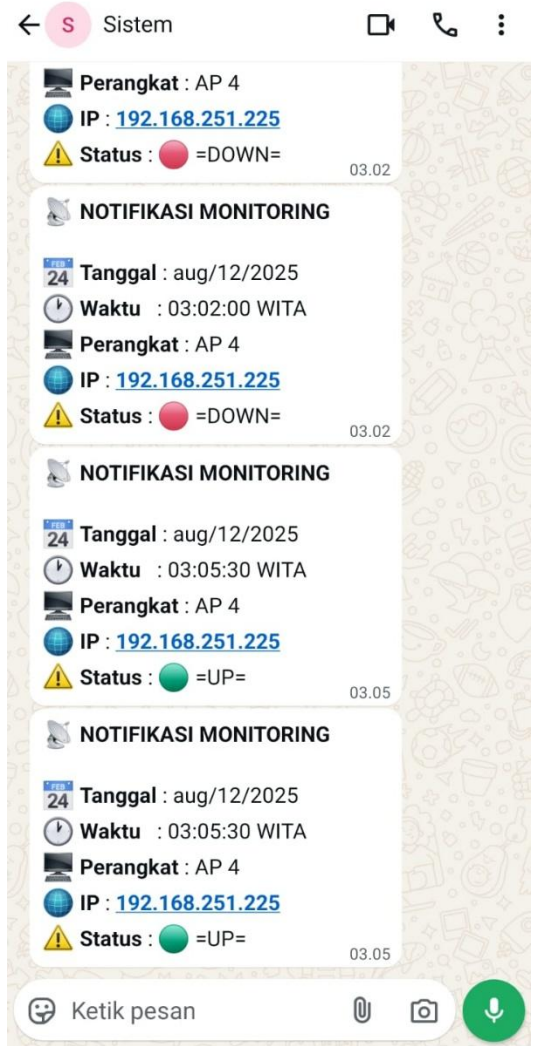 S Sistem
Perangkat : AP 4
IP : 192.168.251.225
Status : =DOWN=
03.02
NOTIFIKASI MONITORING
FEB 24 Tanggal : aug/12/2025
Waktu : 03:02:00 WITA
Perangkat : AP 4
IP : 192.168.251.225
Status : =DOWN=
03.02
NOTIFIKASI MONITORING
FEB 24 Tanggal : aug/12/2025
Waktu : 03:05:30 WITA
Perangkat : AP 4
IP : 192.168.251.225
Status : =UP=
03.05
NOTIFIKASI MONITORING
FEB 24 Tanggal : aug/12/2025
Waktu : 03:05:30 WITA
Perangkat : AP 4
IP : 192.168.251.225
Status : =UP=
03.05
Ketik pesan